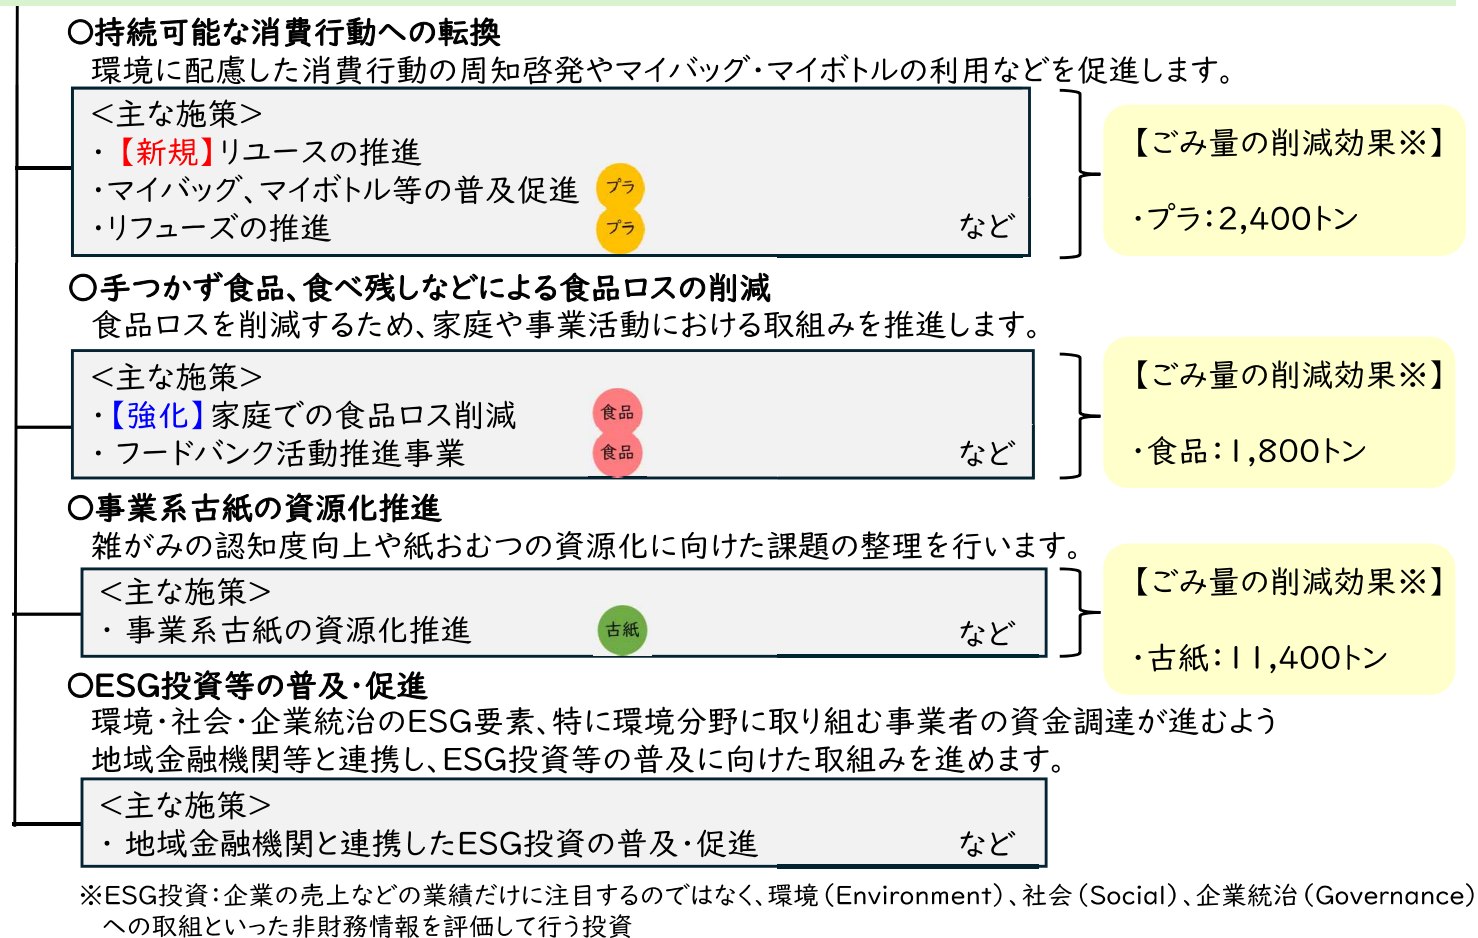 〇持続可能な消費行動への転換
環境に配慮した消費行動の周知啓発やマイバッグ・マイボトルの利用などを促進します。
＜主な施策＞
・【新規】リユースの推進
・マイバッグ、マイボトル等の普及促進 プラ
・リフューズの推進 プラ など
【ごみ量の削減効果※】
・プラ：2,400トン
〇手つかず食品、食べ残しなどによる食品ロスの削減
食品ロスを削減するため、家庭や事業活動における取組みを推進します。
＜主な施策＞
・【強化】家庭での食品ロス削減 食品
・フードバンク活動推進事業 食品 など
【ごみ量の削減効果※】
・食品：1,800トン
〇事業系古紙の資源化推進
雑がみの認知度向上や紙おむつの資源化に向けた課題の整理を行います。
＜主な施策＞
・事業系古紙の資源化推進 古紙 など
【ごみ量の削減効果※】
・古紙：11,400トン
〇ESG投資等の普及・促進
環境・社会・企業統治のESG要素、特に環境分野に取り組む事業者の資金調達が進むよう
地域金融機関等と連携し、ESG投資等の普及に向けた取組みを進めます。
＜主な施策＞
・地域金融機関と連携したESG投資の普及・促進 など
※ESG投資：企業の売上などの業績だけに注目するのではなく、環境（Environment）、社会（Social）、企業統治（Governance）
への取組といった非財務情報を評価して行う投資